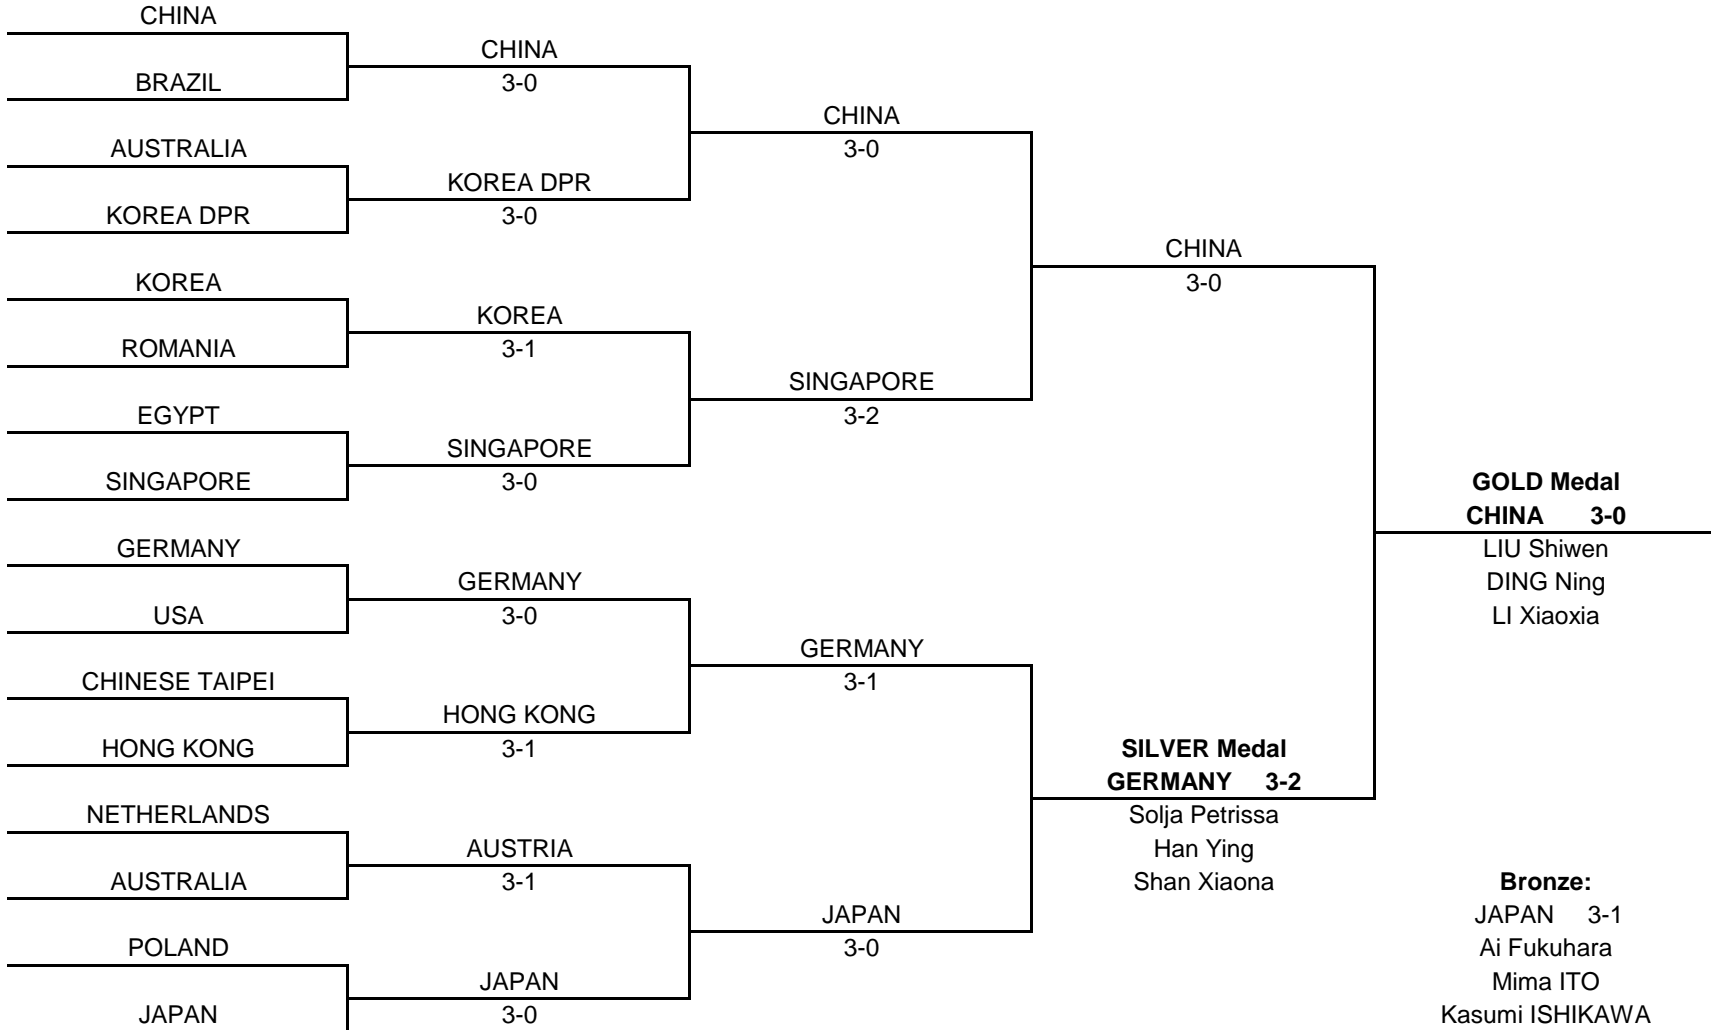 CHINA
BRAZIL
AUSTRALIA
KOREA DPR
KOREA
ROMANIA
EGYPT
SINGAPORE
GERMANY
USA
CHINESE TAIPEI
HONG KONG
NETHERLANDS
AUSTRALIA
POLAND
JAPAN
CHINA
3-0
KOREA DPR
3-0
KOREA
3-1
SINGAPORE
3-0
GERMANY
3-0
HONG KONG
3-1
AUSTRIA
3-1
JAPAN
3-0
CHINA
3-0
SINGAPORE
3-2
GERMANY
3-1
JAPAN
3-0
CHINA
3-0
SILVER Medal
GERMANY 3-2
Solja Petrissa
Han Ying
Shan Xiaona
GOLD Medal
CHINA 3-0
LIU Shiwen
DING Ning
LI Xiaoxia
Bronze:
JAPAN 3-1
Ai Fukuhara
Mima ITO
Kasumi ISHIKAWA